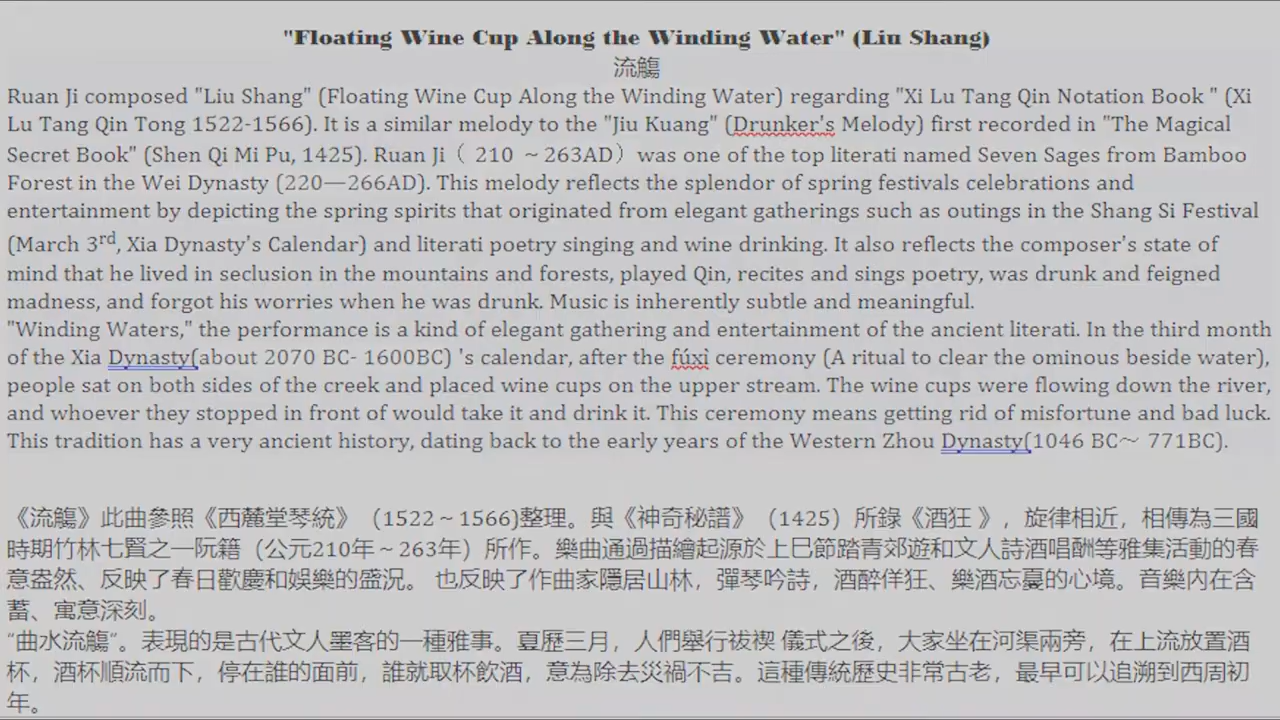 "Floating Wine Cup Along the Winding Water" (Liu Shang)
流觴
Ruan Ji composed "Liu Shang" (Floating Wine Cup Along the Winding Water) regarding "Xi Lu Tang Qin Notation Book " (Xi
Lu Tang Qin Tong 1522-1566). It is a similar melody to the "Jiu Kuang" (Drunker's Melody) first recorded in "The Magical
Secret Book" (Shen Qi Mi Pu, 1425). Ruan Ji（ 210 ～263AD）was one of the top literati named Seven Sages from Bamboo
Forest in the Wei Dynasty (220—266AD). This melody reflects the splendor of spring festivals celebrations and
entertainment by depicting the spring spirits that originated from elegant gatherings such as outings in the Shang Si Festival
(March 3rd, Xia Dynasty's Calendar) and literati poetry singing and wine drinking. It also reflects the composer's state of
mind that he lived in seclusion in the mountains and forests, played Qin, recites and sings poetry, was drunk and feigned
madness, and forgot his worries when he was drunk. Music is inherently subtle and meaningful.
"Winding Waters," the performance is a kind of elegant gathering and entertainment of the ancient literati. In the third month
of the Xia Dynasty(about 2070 BC- 1600BC) 's calendar, after the fúxì ceremony (A ritual to clear the ominous beside water),
people sat on both sides of the creek and placed wine cups on the upper stream. The wine cups were flowing down the river,
and whoever they stopped in front of would take it and drink it. This ceremony means getting rid of misfortune and bad luck.
This tradition has a very ancient history, dating back to the early years of the Western Zhou Dynasty(1046 BC～ 771BC).
《流觴》此曲參照《西麓堂琴統》（1522～1566)整理。與《神奇秘譜》（1425）所錄《酒狂 》，旋律相近，相傳為三國
時期竹林七賢之一阮籍（公元210年～263年）所作。樂曲通過描繪起源於上巳節踏青郊遊和文人詩酒唱酬等雅集活動的春
意盎然、反映了春日歡慶和娛樂的盛況。 也反映了作曲家隱居山林，彈琴吟詩，酒醉佯狂、樂酒忘憂的心境。音樂內在含
蓄、寓意深刻。
“曲水流觴”。表現的是古代文人墨客的一種雅事。夏歷三月，人們舉行祓禊 儀式之後，大家坐在河渠兩旁，在上流放置酒
杯，酒杯順流而下，停在誰的面前，誰就取杯飲酒，意為除去災禍不吉。這種傳統歷史非常古老，最早可以追溯到西周初
年。